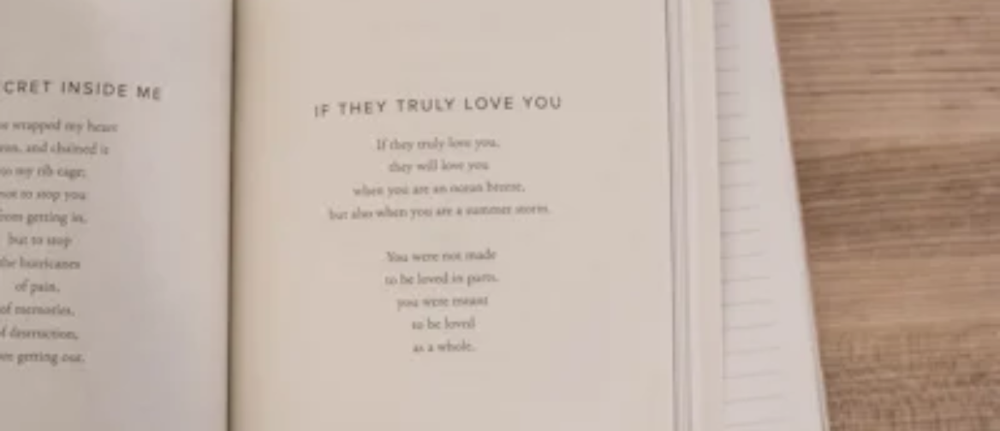 CRET INSIDE ME
wrapped my heart
and chained it
to my rib cage;
not to stop you
from getting in,
but to stop
the hurricanes
of pain,
of memories,
of destruction,
getting out.
IF THEY TRULY LOVE YOU
If they truly love you,
they will love you
when you are an ocean breeze,
but also when you are a summer storm.
You were not made
to be loved in parts,
you were meant
to be loved
as a whole.